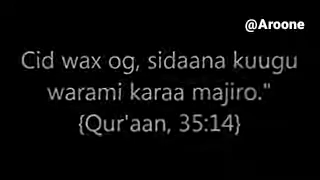 @Aroone
Cid wax og, sidaana kuugu
warami karaa majiro."
{Qur'aan, 35:14}